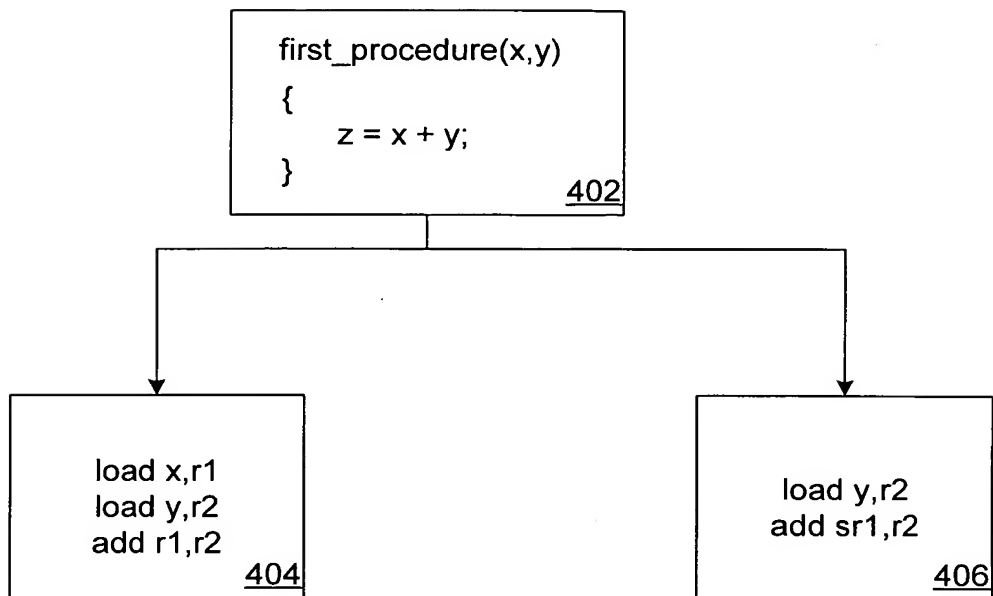 first_procedure(x,y)
{
z = x + y;
}
402
load x,r1
load y,r2
add r1,r2
404
load y,r2
add sr1,r2
406